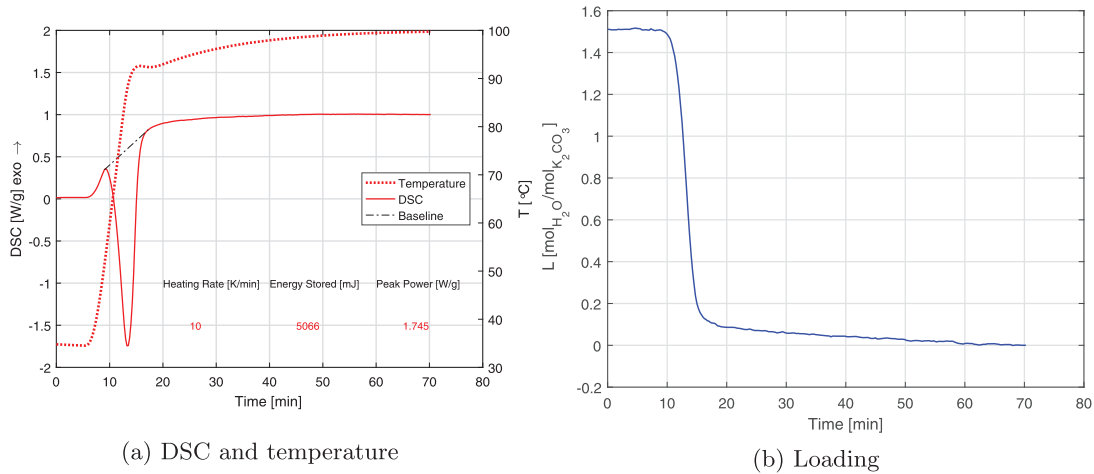 2
1.5
1
0.5
0
-0.5
-1
-1.5
-2
DSC [W/g] exo →
100
90
80
70
60
50
40
30
T [°C]
Temperature
DSC
Baseline
Heating Rate [K/min] Energy Stored [mJ] Peak Power [W/g]
10 5066 1.745
0 10 20 30 40 50 60 70 80
Time [min]
(a) DSC and temperature
1.6
1.4
1.2
1
0.8
0.6
0.4
0.2
0
-0.2
L [mol_H₂O/mol_K₂CO₃]
0 10 20 30 40 50 60 70 80
Time [min]
(b) Loading